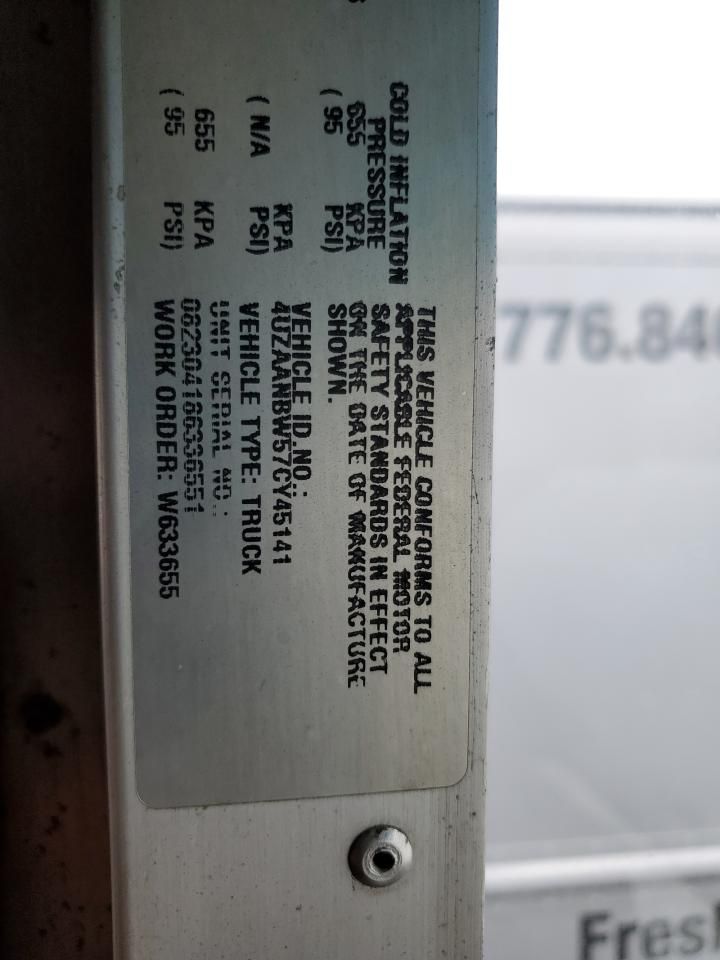 COLD INFLATION
PRESSURE
655 KPA
( 95 PSI)
( N/A KPA
PSI)
655 KPA
( 95 PSI)
THIS VEHICLE CONFORMS TO ALL
APPLICABLE FEDERAL MOTOR
SAFETY STANDARDS IN EFFECT
ON THE DATE OF MANUFACTURE
SHOWN.
VEHICLE ID.NO.:
4UZAANBW57CY45141
VEHICLE TYPE: TRUCK
UNIT SERIAL NO.:
WORK ORDER: W633655
776.84